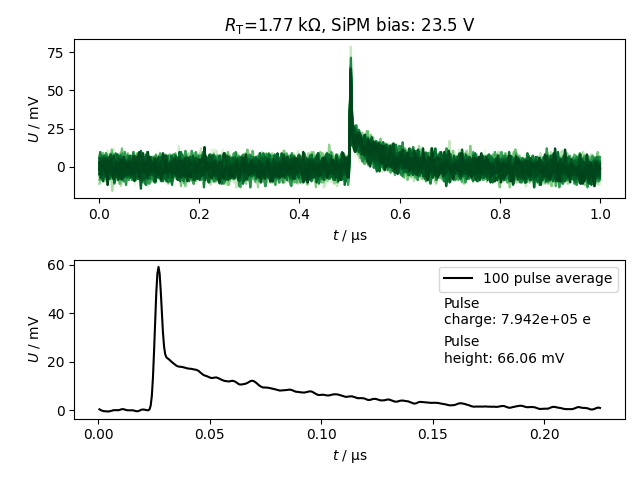 R_T=1.77 kΩ, SiPM bias: 23.5 V
75
50
25
0
U / mV
0.0 0.2 0.4 0.6 0.8 1.0
t / µs
60
40
20
0
U / mV
100 pulse average
Pulse
charge: 7.942e+05 e
Pulse
height: 66.06 mV
0.00 0.05 0.10 0.15 0.20
t / µs